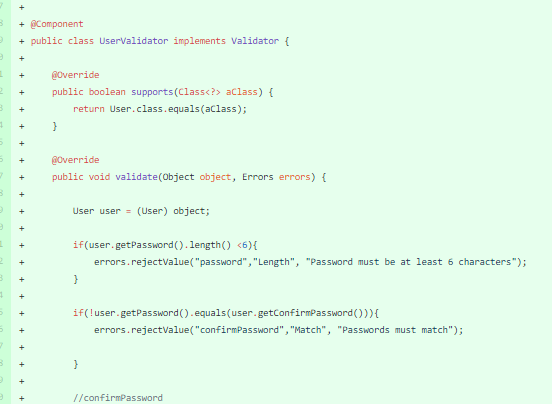 +
+ @Component
+ public class UserValidator implements Validator {
+
+ @Override
+ public boolean supports(Class<?> aClass) {
+ return User.class.equals(aClass);
+ }
+
+ @Override
+ public void validate(Object object, Errors errors) {
+
+ User user = (User) object;
+
+ if(user.getPassword().length() <6){
+ errors.rejectValue("password","Length", "Password must be at least 6 characters");
+ }
+
+ if(!user.getPassword().equals(user.getConfirmPassword())){
+ errors.rejectValue("confirmPassword","Match", "Passwords must match");
+
+ }
+
+ //confirmPassword